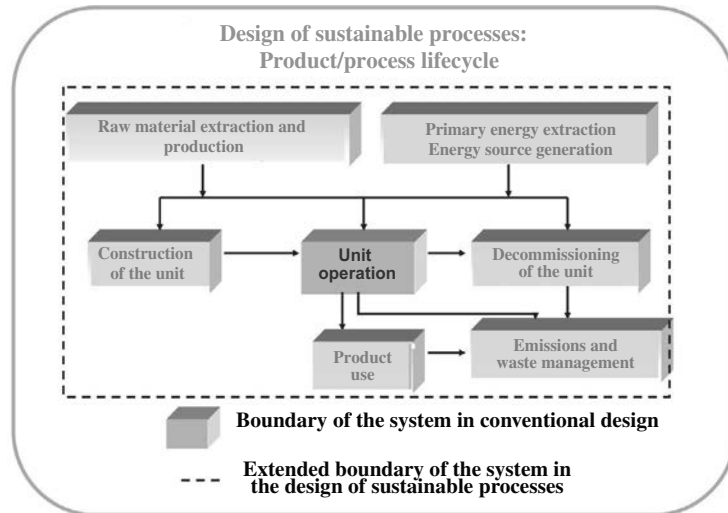 Design of sustainable processes:
Product/process lifecycle
Raw material extraction and
production
Primary energy extraction
Energy source generation
Construction
of the unit
Unit
operation
Decommissioning
of the unit
Product
use
Emissions and
waste management
Boundary of the system in conventional design
Extended boundary of the system in
the design of sustainable processes